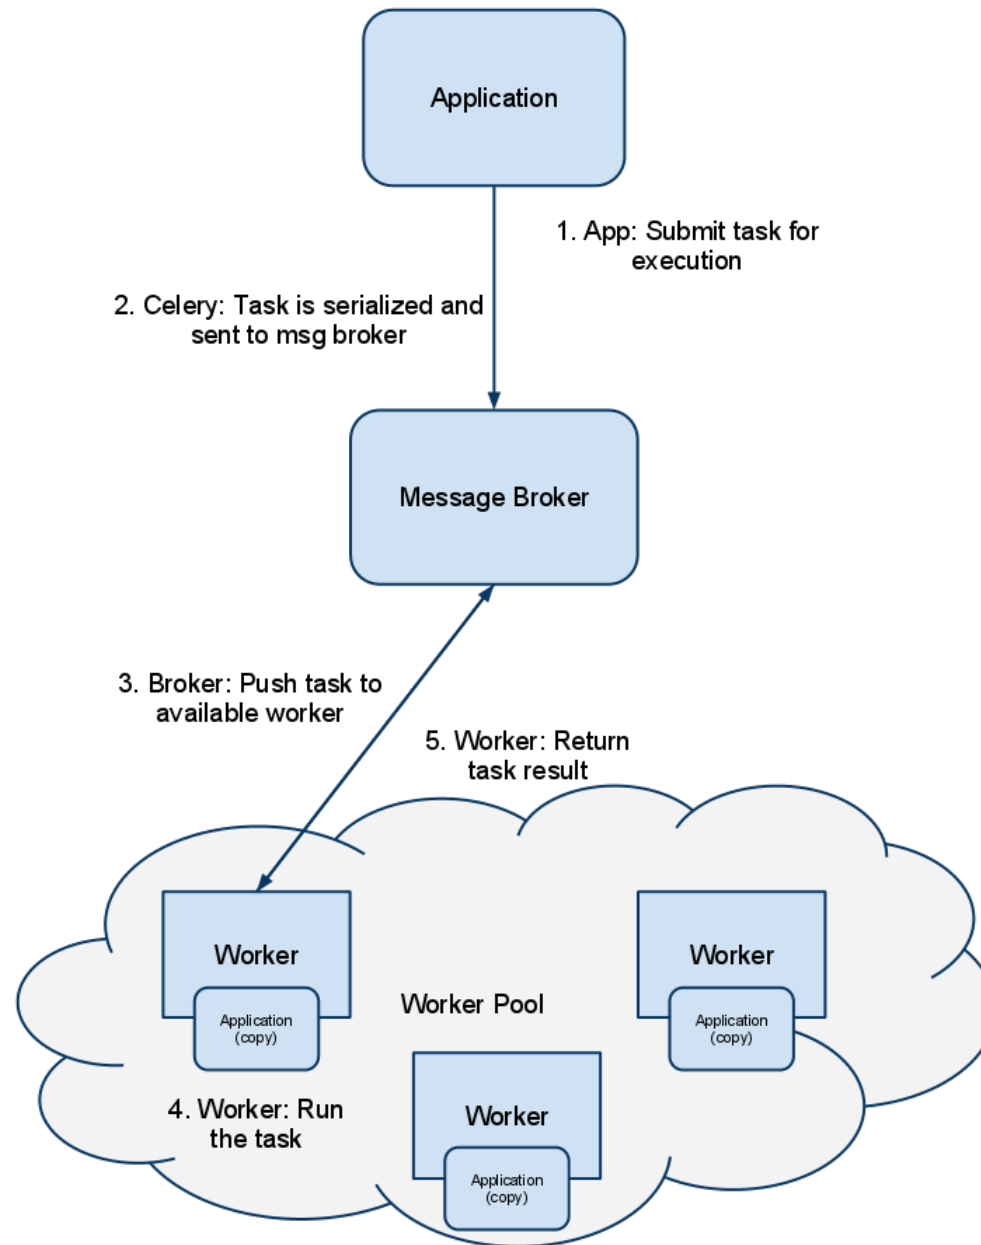 Application
1. App: Submit task for
execution
2. Celery: Task is serialized and
sent to msg broker
Message Broker
3. Broker: Push task to
available worker
5. Worker: Return
task result
Worker
Application
(copy)
Worker
Application
(copy)
Worker Pool
4. Worker: Run
the task
Worker
Application
(copy)